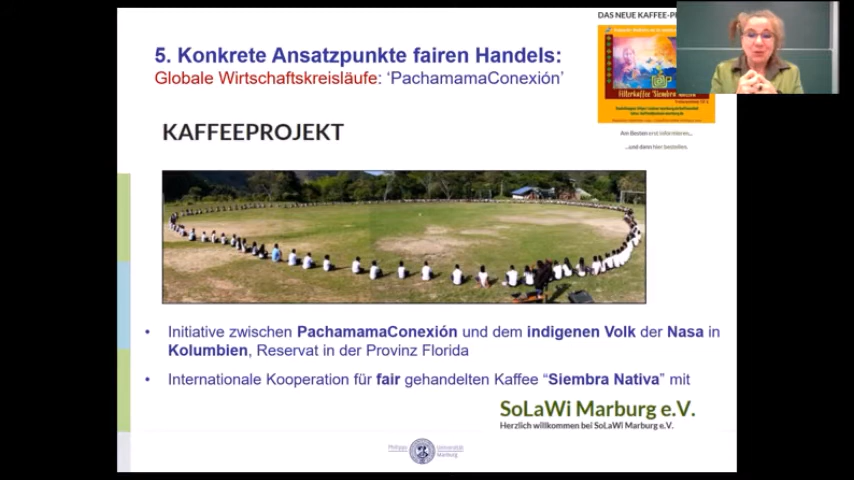 DAS NEUE KAFFEE-P
5. Konkrete Ansatzpunkte fairen Handels:
Globale Wirtschaftskreisläufe: ‘PachamamaConexión’
KAFFEEPROJEKT
Am Besten erst informieren...
...und dann hier bestellen.
• Initiative zwischen PachamamaConexión und dem indigenen Volk der Nasa in
Kolumbien, Reservat in der Provinz Florida
• Internationale Kooperation für fair gehandelten Kaffee “Siembra Nativa” mit
SoLaWi Marburg e.V.
Herzlich willkommen bei SoLaWi Marburg e.V.
Philipps Universität
Marburg